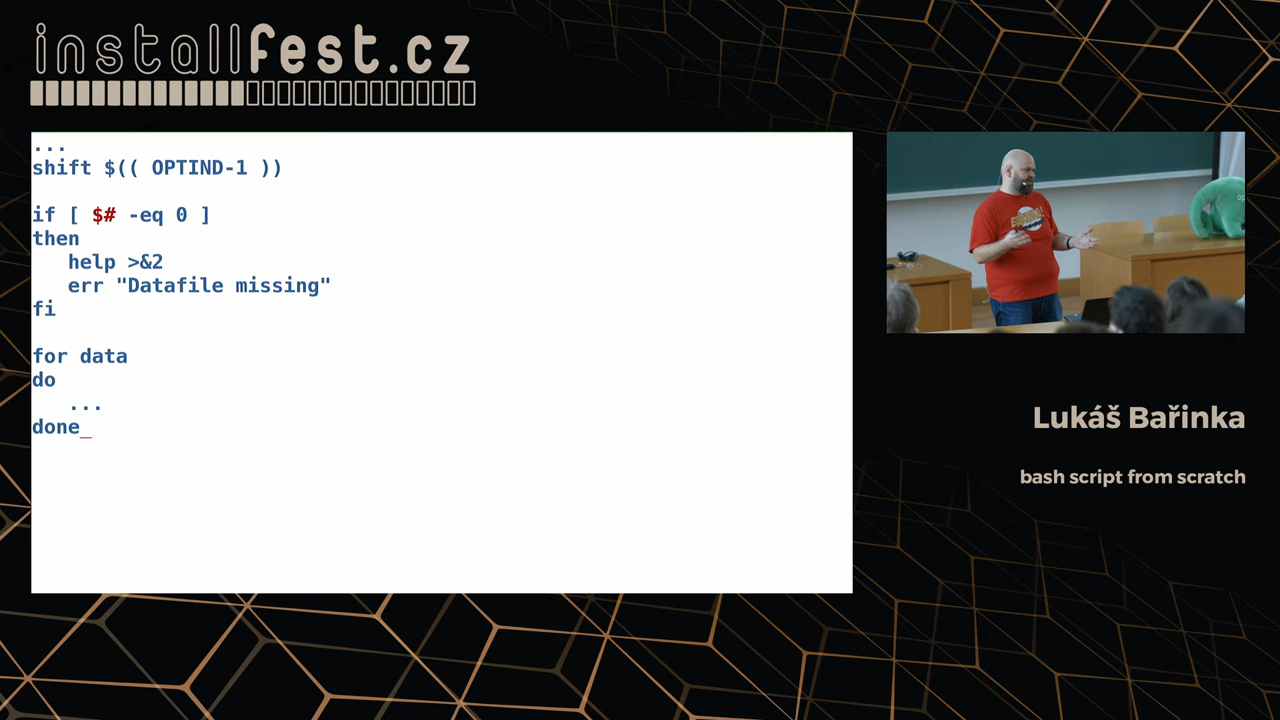 installfest.cz
...
shift $(( OPTIND-1 ))
if [ $# -eq 0 ]
then
   help >&2
   err "Datafile missing"
fi
for data
do
   ...
done_
Lukáš Bařinka
bash script from scratch